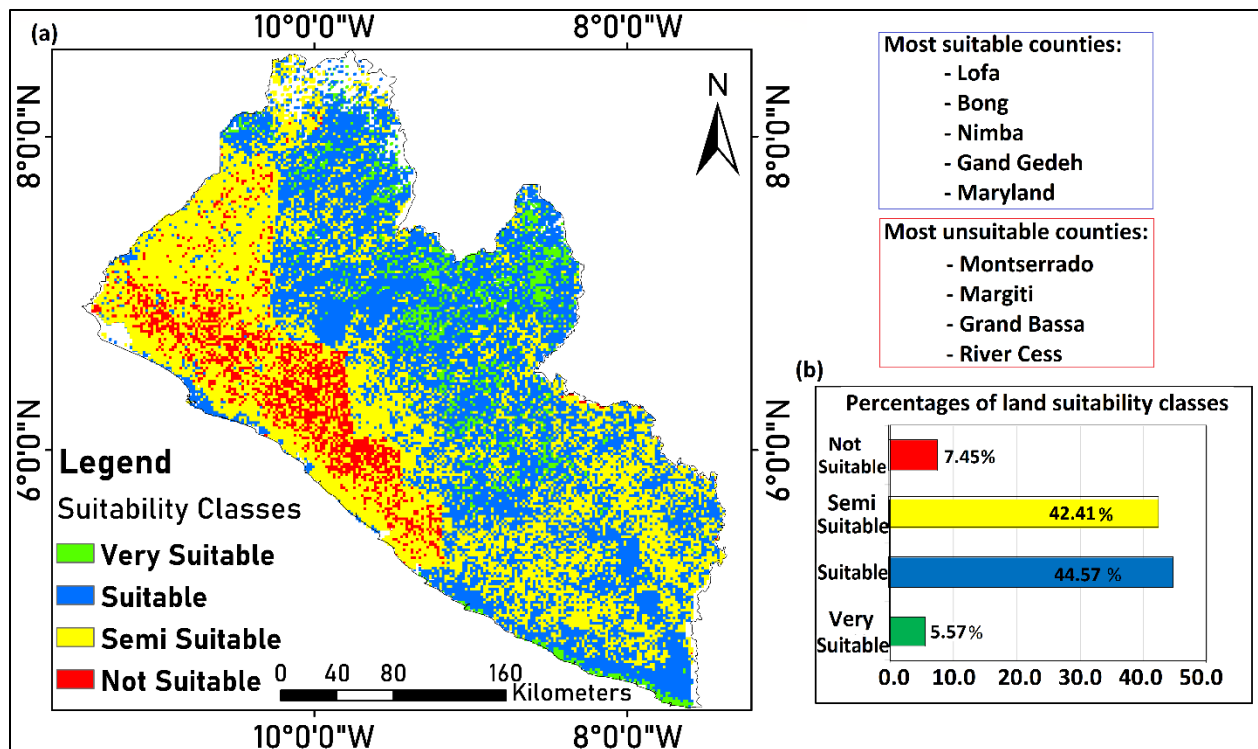 (a)
10°0'0"W
8°0'0"W
8°0'0"N
6°0'0"N
N
8°0'0"N
6°0'0"N
Legend
Suitability Classes
Very Suitable
Suitable
Semi Suitable
Not Suitable
0 40 80 160
Kilometers
10°0'0"W
8°0'0"W
Most suitable counties:
- Lofa
- Bong
- Nimba
- Gand Gedeh
- Maryland
Most unsuitable counties:
- Montserrado
- Margiti
- Grand Bassa
- River Cess
(b)
Percentages of land suitability classes
Not
Suitable
7.45%
Semi
Suitable
42.41%
Suitable
44.57 %
Very
Suitable
5.57%
0.0 10.0 20.0 30.0 40.0 50.0